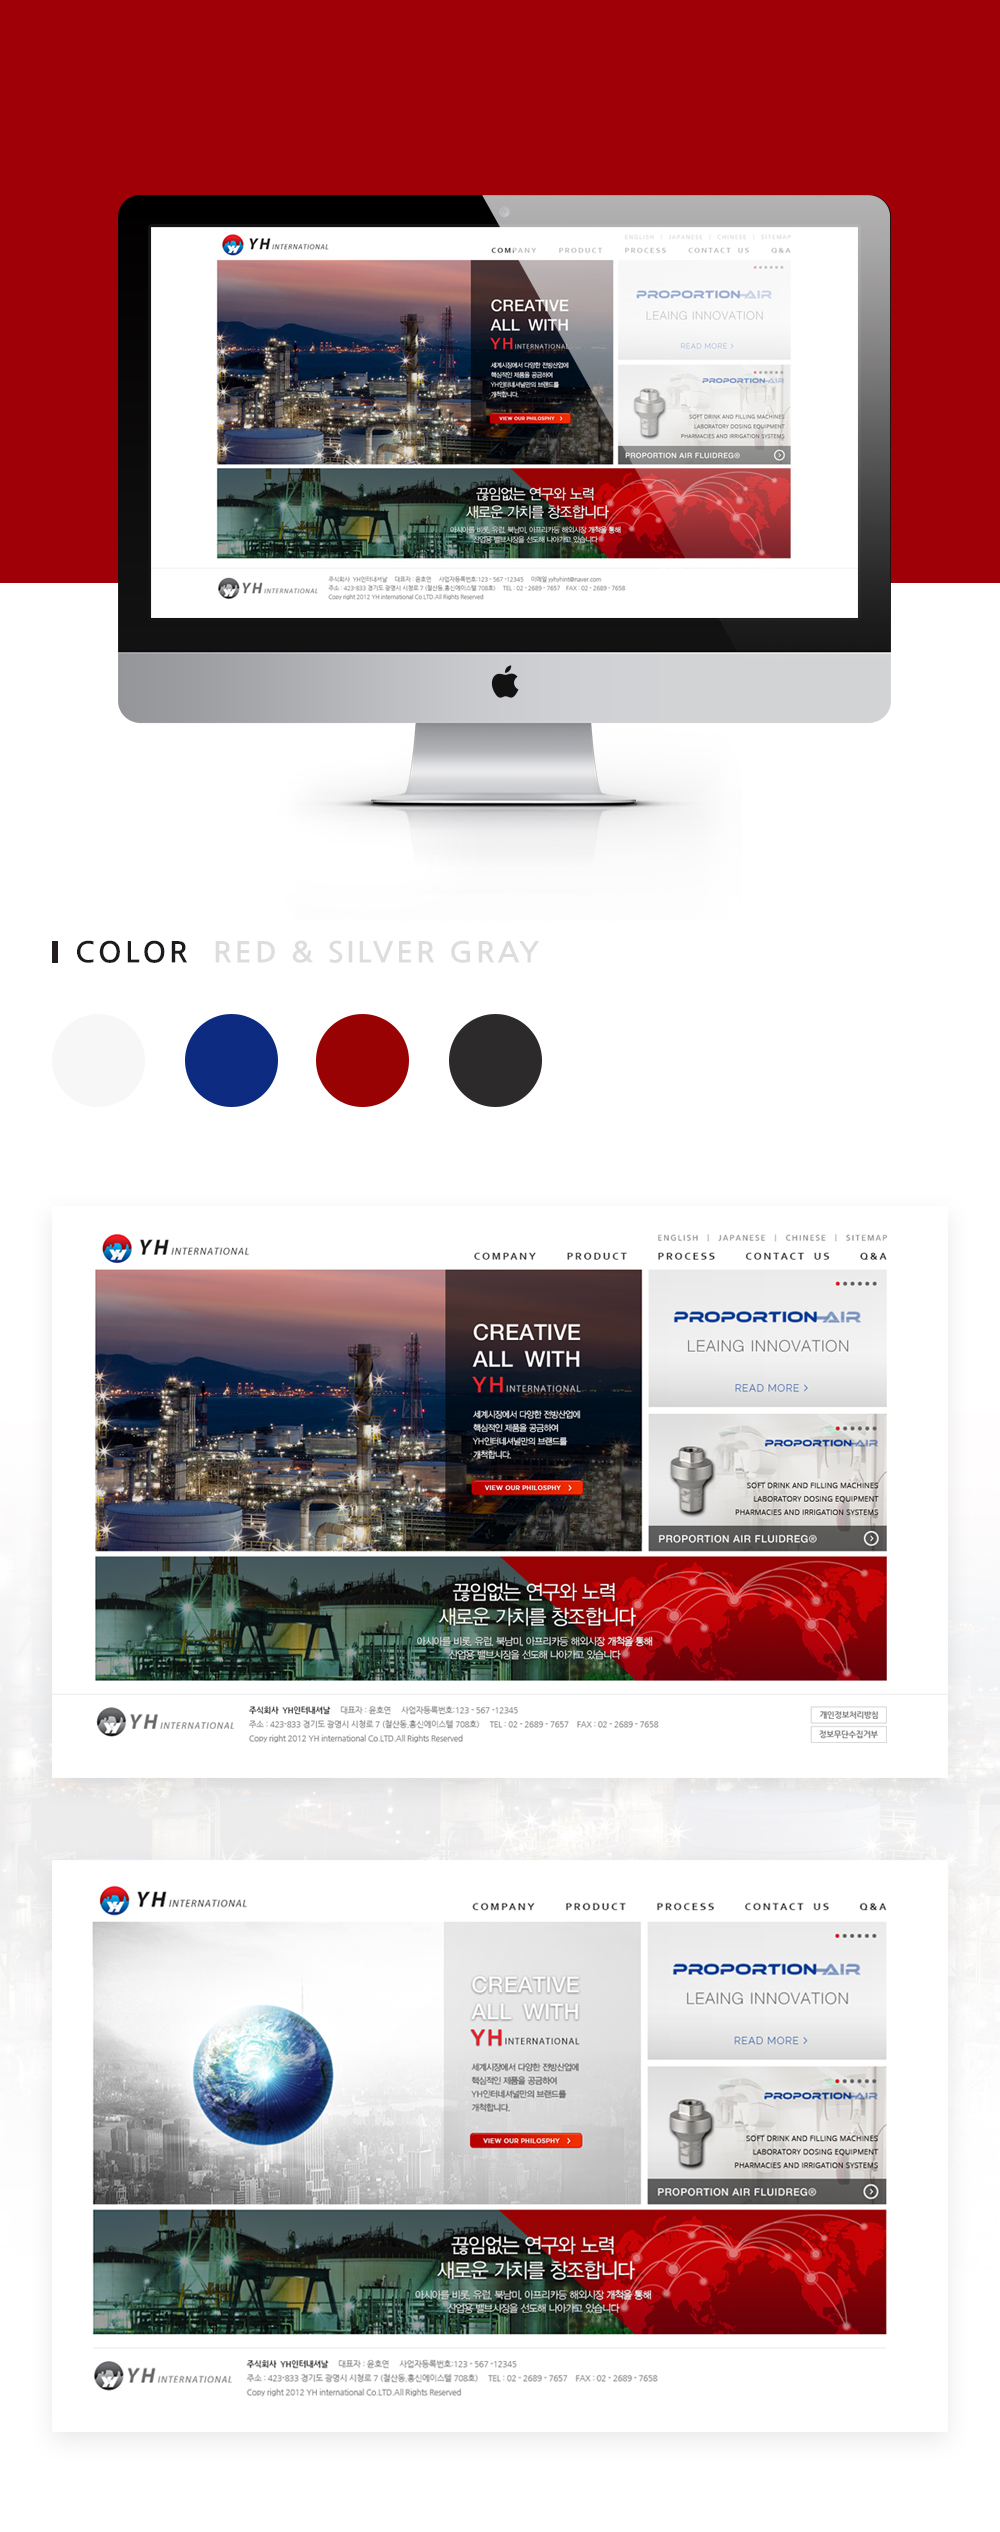 YH INTERNATIONAL
ENGLISH | JAPANESE | CHINESE | SITEMAP
COMPANY PRODUCT PROCESS CONTACT US Q&A
CREATIVE
ALL WITH
YH INTERNATIONAL
세계시장에서 다양한 전방산업에
핵심적인 제품을 공급하여
YH인터네셔널만의 브랜드를
개척합니다.
VIEW OUR PHILOSPHY >
PROPORTION-AIR
LEAING INNOVATION
READ MORE >
PROPORTION-AIR
SOFT DRINK AND FILLING MACHINES
LABORATORY DOSING EQUIPMENT
PHARMACIES AND IRRIGATION SYSTEMS
PROPORTION AIR FLUIDREG®
끊임없는 연구와 노력
새로운 가치를 창조합니다
아시아를 비롯, 유럽, 북남미, 아프리카등 해외시장 개척을 통해
산업용 밸브시장을 선도해 나아가고 있습니다
YH INTERNATIONAL
주식회사 YH인터내셔날 대표자 : 윤호연 사업자등록번호:123 - 567 -12345 이메일:yyhyhint@naver.com
주소 : 423-833 경기도 광명시 시청로 7 (철산동,홍신에이스텔 708호) TEL : 02 - 2689 - 7657 FAX : 02 - 2689 - 7658
Copy right 2012 YH international Co.LTD.All Rights Reserved
COLOR RED & SILVER GRAY
YH INTERNATIONAL
ENGLISH | JAPANESE | CHINESE | SITEMAP
COMPANY PRODUCT PROCESS CONTACT US Q&A
CREATIVE
ALL WITH
YH INTERNATIONAL
세계시장에서 다양한 전방산업에
핵심적인 제품을 공급하여
YH인터네셔널만의 브랜드를
개척합니다.
VIEW OUR PHILOSPHY >
PROPORTION-AIR
LEAING INNOVATION
READ MORE >
PROPORTION-AIR
SOFT DRINK AND FILLING MACHINES
LABORATORY DOSING EQUIPMENT
PHARMACIES AND IRRIGATION SYSTEMS
PROPORTION AIR FLUIDREG®
끊임없는 연구와 노력
새로운 가치를 창조합니다
아시아를 비롯, 유럽, 북남미, 아프리카등 해외시장 개척을 통해
산업용 밸브시장을 선도해 나아가고 있습니다
YH INTERNATIONAL
주식회사 YH인터내셔날 대표자 : 윤호연 사업자등록번호:123 - 567 -12345
주소 : 423-833 경기도 광명시 시청로 7 (철산동,홍신에이스텔 708호) TEL : 02 - 2689 - 7657 FAX : 02 - 2689 - 7658
Copy right 2012 YH international Co.LTD.All Rights Reserved
개인정보처리방침
정보무단수집거부
YH INTERNATIONAL
COMPANY PRODUCT PROCESS CONTACT US Q&A
CREATIVE
ALL WITH
YH INTERNATIONAL
세계시장에서 다양한 전방산업에
핵심적인 제품을 공급하여
YH인터네셔널만의 브랜드를
개척합니다.
VIEW OUR PHILOSPHY >
PROPORTION-AIR
LEAING INNOVATION
READ MORE >
PROPORTION-AIR
SOFT DRINK AND FILLING MACHINES
LABORATORY DOSING EQUIPMENT
PHARMACIES AND IRRIGATION SYSTEMS
PROPORTION AIR FLUIDREG®
끊임없는 연구와 노력
새로운 가치를 창조합니다
아시아를 비롯, 유럽, 북남미, 아프리카등 해외시장 개척을 통해
산업용 밸브시장을 선도해 나아가고 있습니다
YH INTERNATIONAL
주식회사 YH인터내셔날 대표자 : 윤호연 사업자등록번호:123 - 567 -12345
주소 : 423-833 경기도 광명시 시청로 7 (철산동,홍신에이스텔 708호) TEL : 02 - 2689 - 7657 FAX : 02 - 2689 - 7658
Copy right 2012 YH international Co.LTD.All Rights Reserved